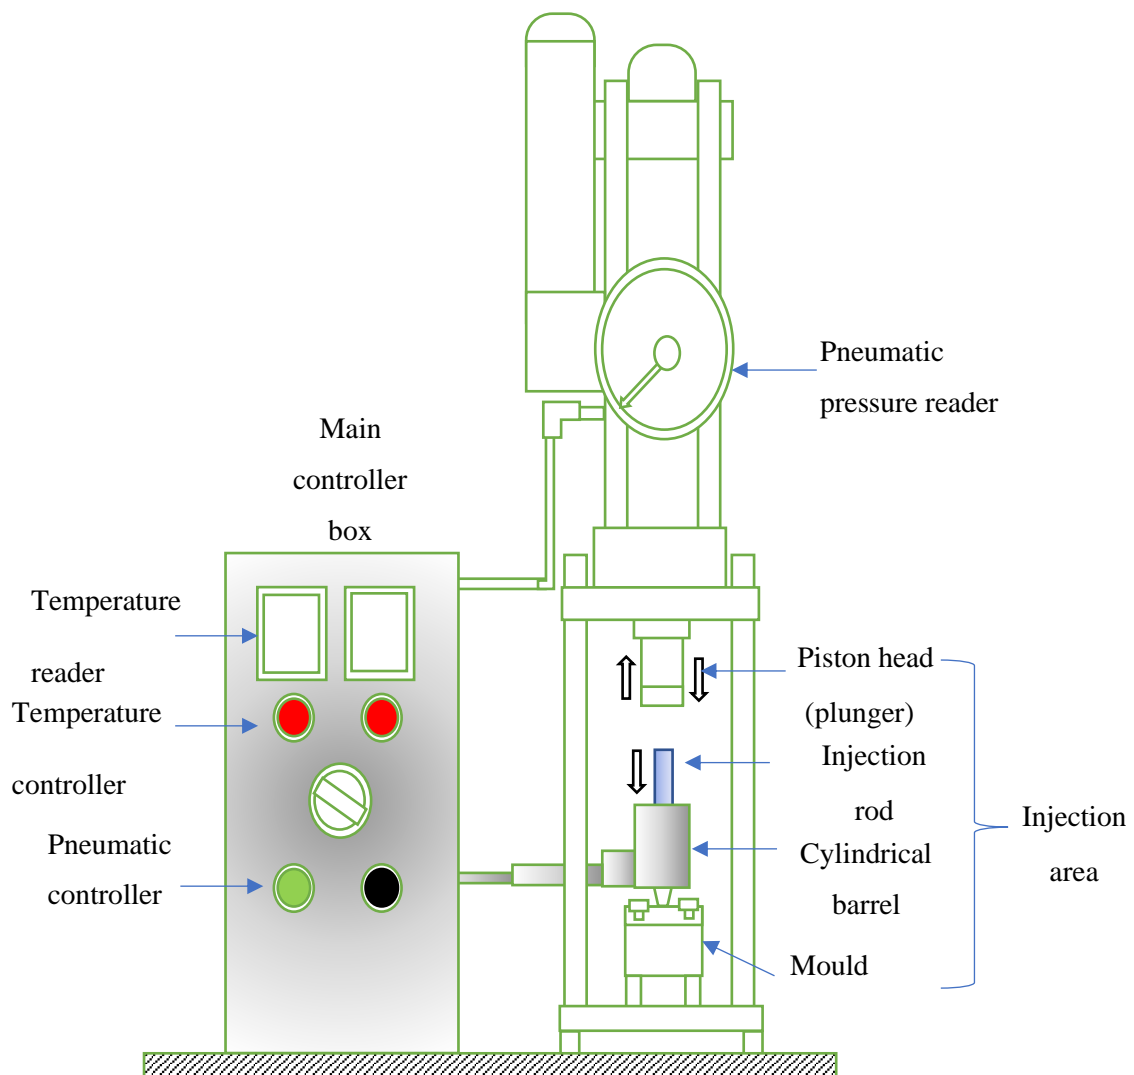 Pneumatic
pressure reader
Main
controller
box
Temperature
reader
Temperature
controller
Pneumatic
controller
Piston head
(plunger)
Injection
rod
Cylindrical
barrel
Mould
Injection
area